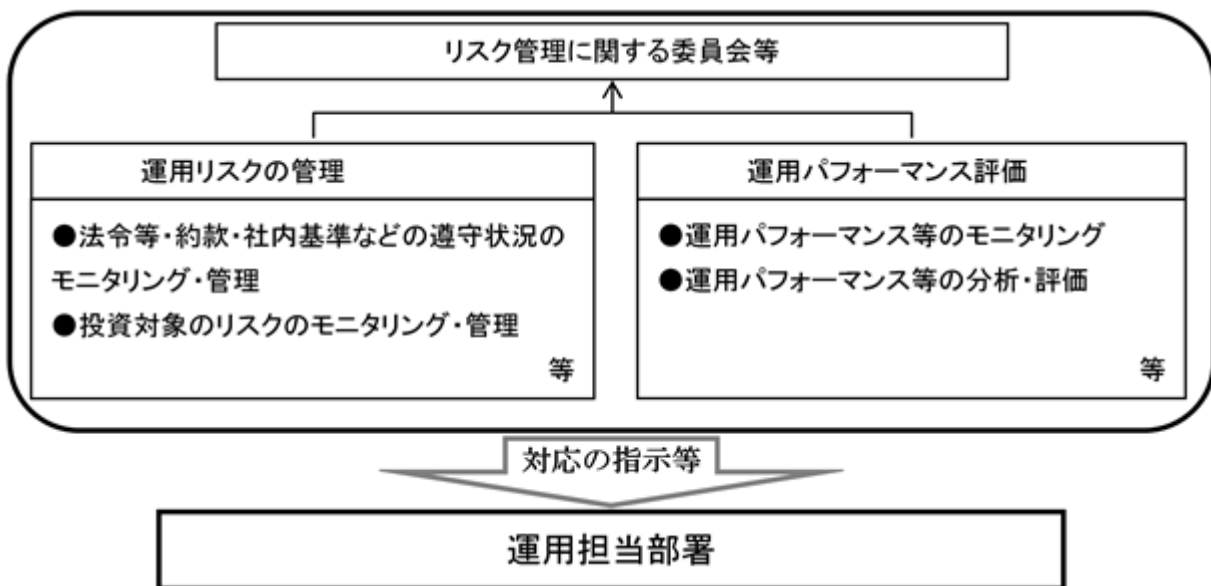 リスク管理に関する委員会等
運用リスクの管理
●法令等・約款・社内基準などの遵守状況の
モニタリング・管理
●投資対象のリスクのモニタリング・管理
等
運用パフォーマンス評価
●運用パフォーマンス等のモニタリング
●運用パフォーマンス等の分析・評価
等
対応の指示等
運用担当部署